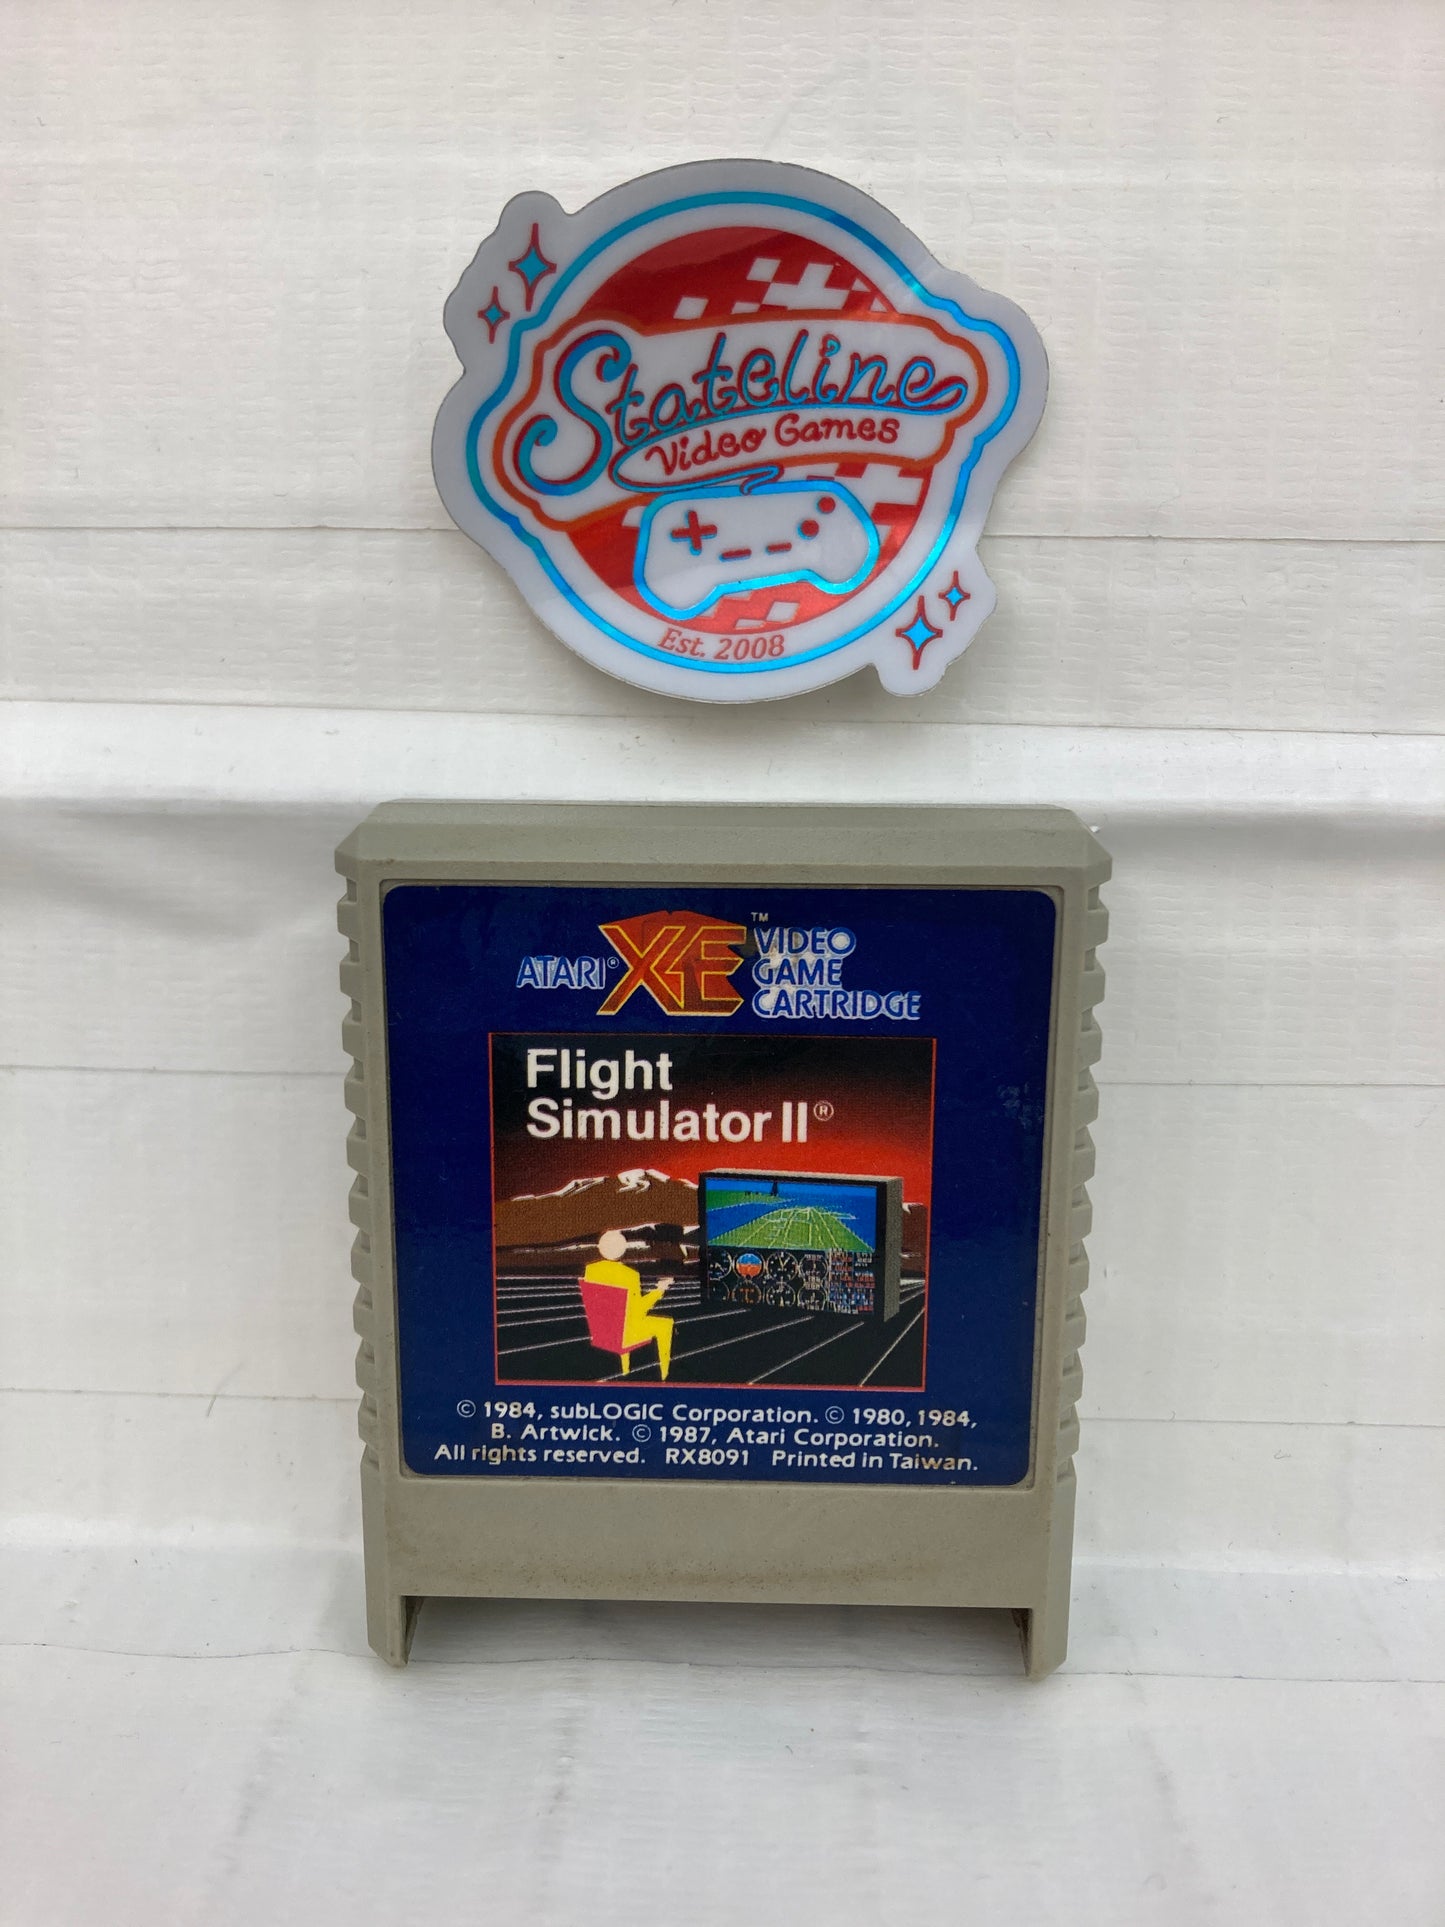 Stateline
Video Games
Est. 2008
ATARI® XE™ VIDEO
GAME
CARTRIDGE
Flight
Simulator II®
© 1984, subLOGIC Corporation. © 1980, 1984,
B. Artwick. © 1987, Atari Corporation.
All rights reserved. RX8091 Printed in Taiwan.